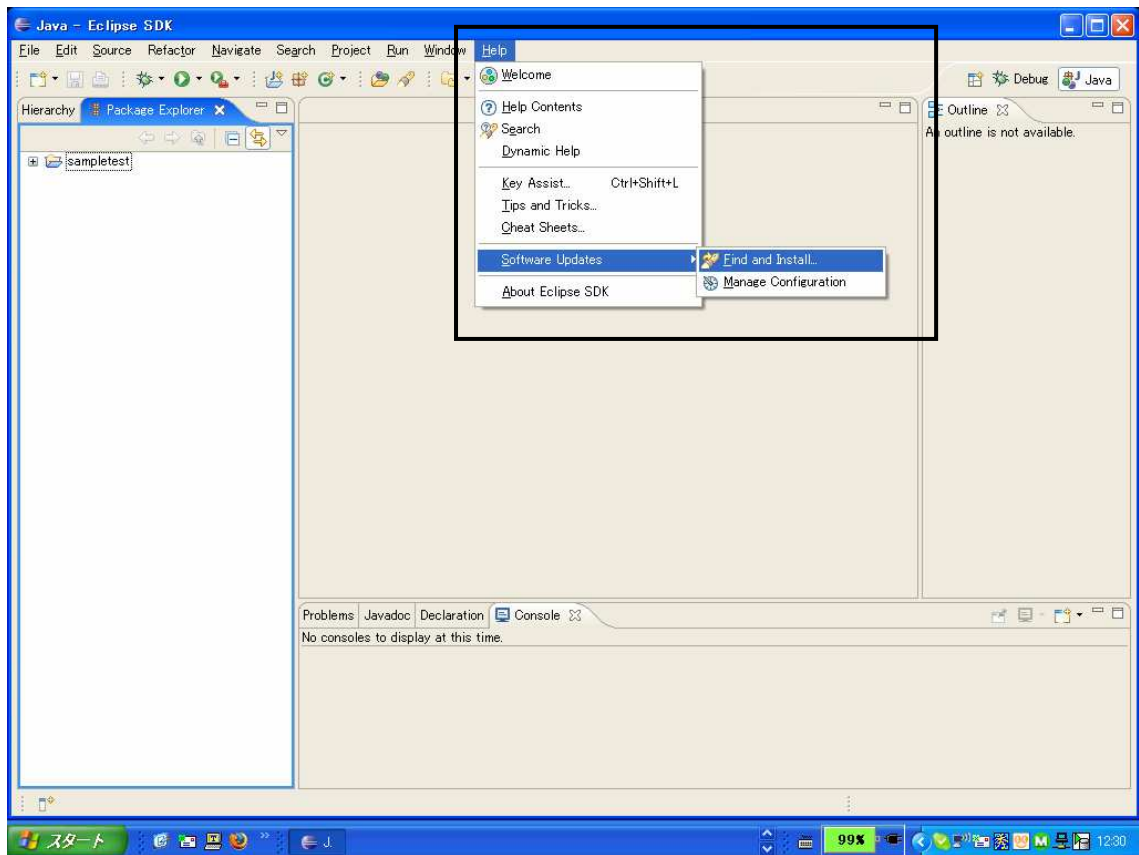 Java - Eclipse SDK
File Edit Source Refactor Navigate Search Project Run Window Help
Debug Java
Hierarchy Package Explorer
sampletest
Welcome
Help Contents
Search
Dynamic Help
Key Assist... Ctrl+Shift+L
Tips and Tricks...
Cheat Sheets...
Software Updates
Find and Install...
Manage Configuration
About Eclipse SDK
Outline
An outline is not available.
Problems Javadoc Declaration Console
No consoles to display at this time.
スタート
J.
99%
12:30